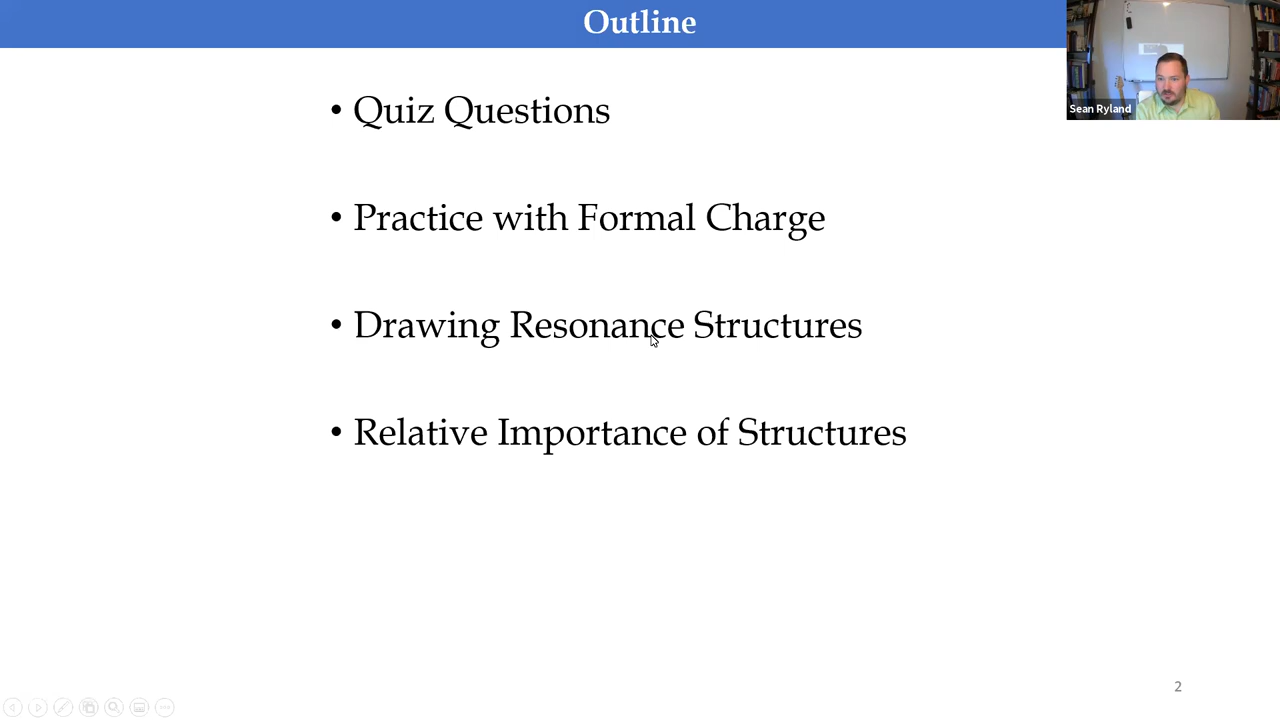 Outline
Sean Ryland
• Quiz Questions
• Practice with Formal Charge
• Drawing Resonance Structures
• Relative Importance of Structures
2